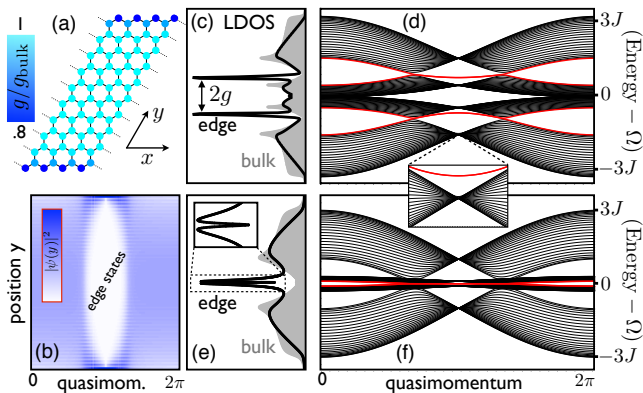 (a)
1
g/g_bulk
.8
y
x
(c) LDOS
2g
edge
bulk
(d)
3J
0
−3J
(Energy − Ω)
position y
|ψ(y)|²
edge states
(b)
0
quasimom.
2π
edge
bulk
(e)
3J
0
−3J
(Energy − Ω)
(f)
0
quasimomentum
2π